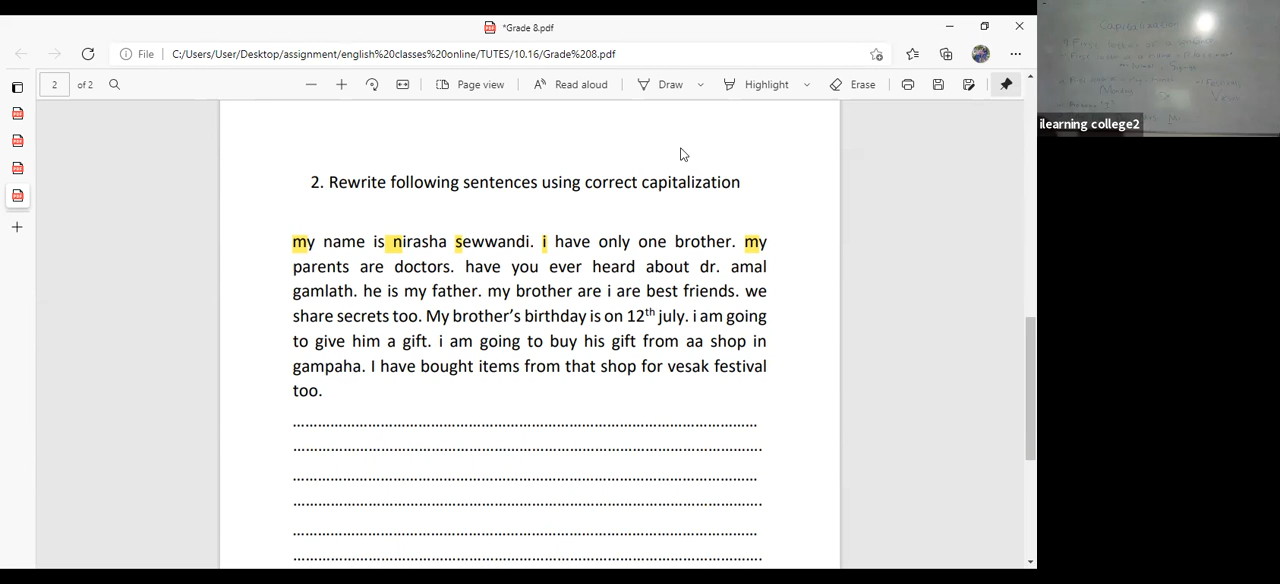 *Grade 8.pdf
File
C:/Users/User/Desktop/assignment/english%20classes%20online/TUTES/10.16/Grade%208.pdf
2 of 2
Page view
Read aloud
Draw
Highlight
Erase
2. Rewrite following sentences using correct capitalization
my name is nirasha sewwandi. i have only one brother. my
parents are doctors. have you ever heard about dr. amal
gamlath. he is my father. my brother are i are best friends. we
share secrets too. My brother's birthday is on 12th july. i am going
to give him a gift. i am going to buy his gift from aa shop in
gampaha. I have bought items from that shop for vesak festival
too.
Capitalization
ilearning college2